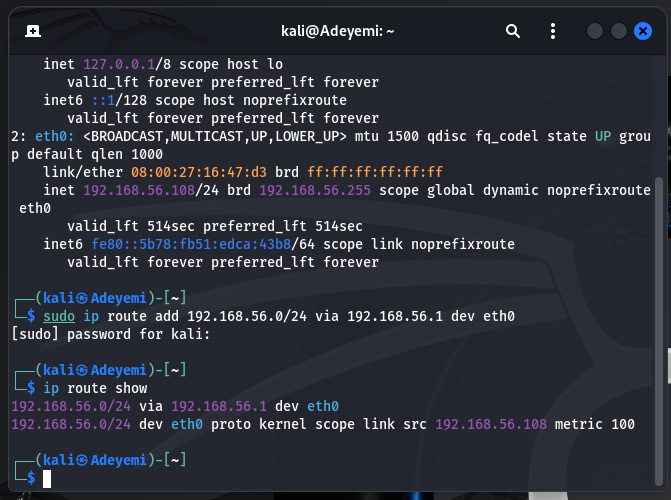 kali@Adeyemi: ~
inet 127.0.0.1/8 scope host lo
valid_lft forever preferred_lft forever
inet6 ::1/128 scope host noprefixroute
valid_lft forever preferred_lft forever
2: eth0: <BROADCAST,MULTICAST,UP,LOWER_UP> mtu 1500 qdisc fq_codel state UP grou
p default qlen 1000
link/ether 08:00:27:16:47:d3 brd ff:ff:ff:ff:ff:ff
inet 192.168.56.108/24 brd 192.168.56.255 scope global dynamic noprefixroute
eth0
valid_lft 514sec preferred_lft 514sec
inet6 fe80::5b78:fb51:edca:43b8/64 scope link noprefixroute
valid_lft forever preferred_lft forever
┌──(kali㉿Adeyemi)-[~]
└─$ sudo ip route add 192.168.56.0/24 via 192.168.56.1 dev eth0
[sudo] password for kali:
┌──(kali㉿Adeyemi)-[~]
└─$ ip route show
192.168.56.0/24 via 192.168.56.1 dev eth0
192.168.56.0/24 dev eth0 proto kernel scope link src 192.168.56.108 metric 100
┌──(kali㉿Adeyemi)-[~]
└─$